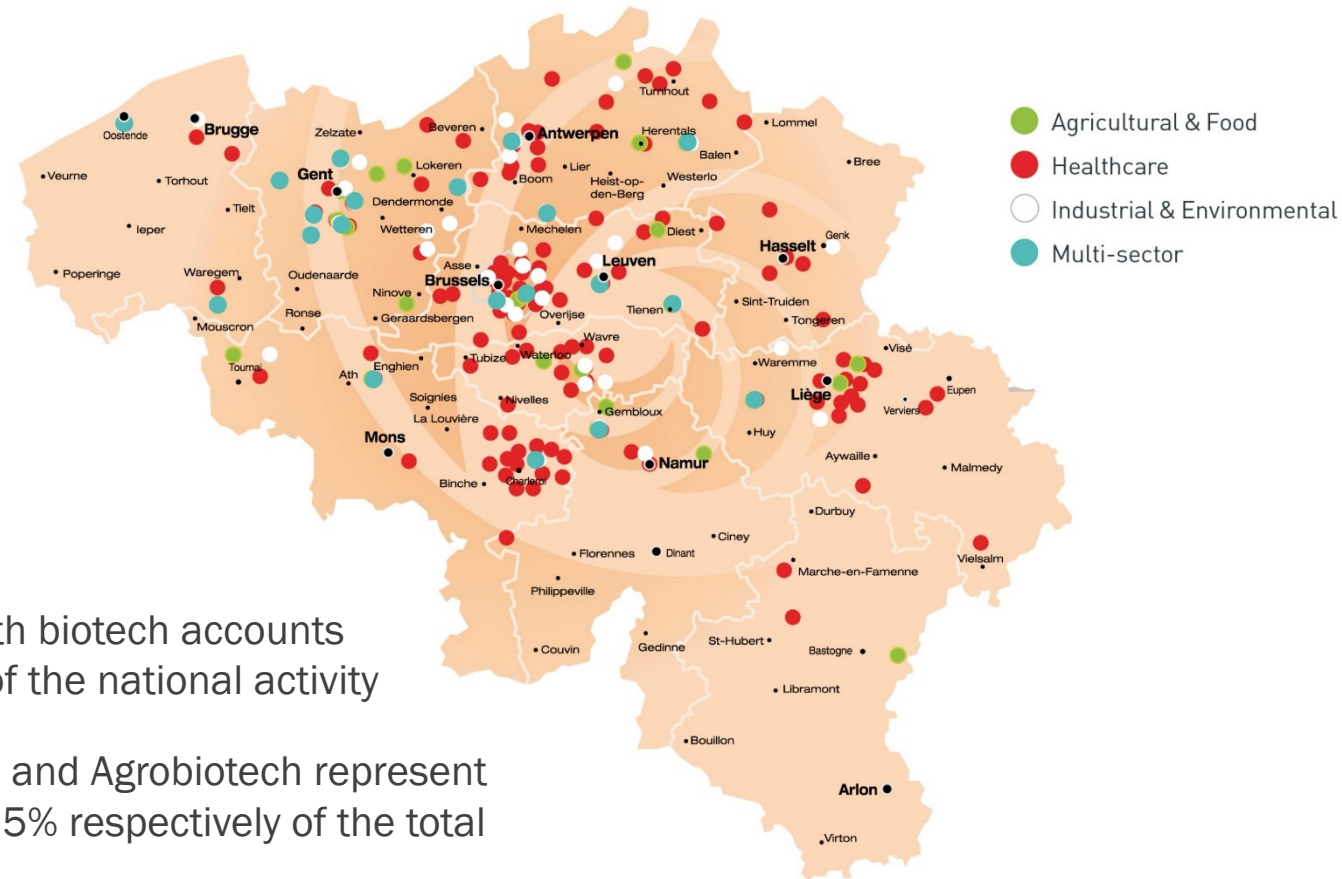 Agricultural & Food
Healthcare
Industrial & Environmental
Multi-sector
Turnhout
Oostende
Brugge
Zelzate
Beveren
Antwerpen
Herentals
Lommel
Balen
Bree
Veurne
Torhout
Gent
Lokeren
Lier
Boom
Heist-op-
den-Berg
Westerlo
Tielt
Dendermonde
Ieper
Wetteren
Mechelen
Diest
Hasselt
Genk
Poperinge
Waregem
Oudenaarde
Asse
Brussels
Leuven
Ninove
Ronse
Geraardsbergen
Overijse
Tienen
Sint-Truiden
Tongeren
Mouscron
Wavre
Tournai
Ath
Enghien
Tubize
Waterloo
Waremme
Visé
Soignies
Nivelles
Gembloux
Liège
Verviers
Eupen
La Louvière
Huy
Mons
Namur
Aywaille
Malmedy
Binche
Charleroi
Durbuy
Ciney
Florennes
Dinant
Vielsalm
Marche-en-Famenne
Philippeville
th biotech accounts
of the national activity
Couvin
Gedinne
St-Hubert
Bastogne
Libramont
Bouillon
and Agrobiotech represent
5% respectively of the total
Arlon
Virton